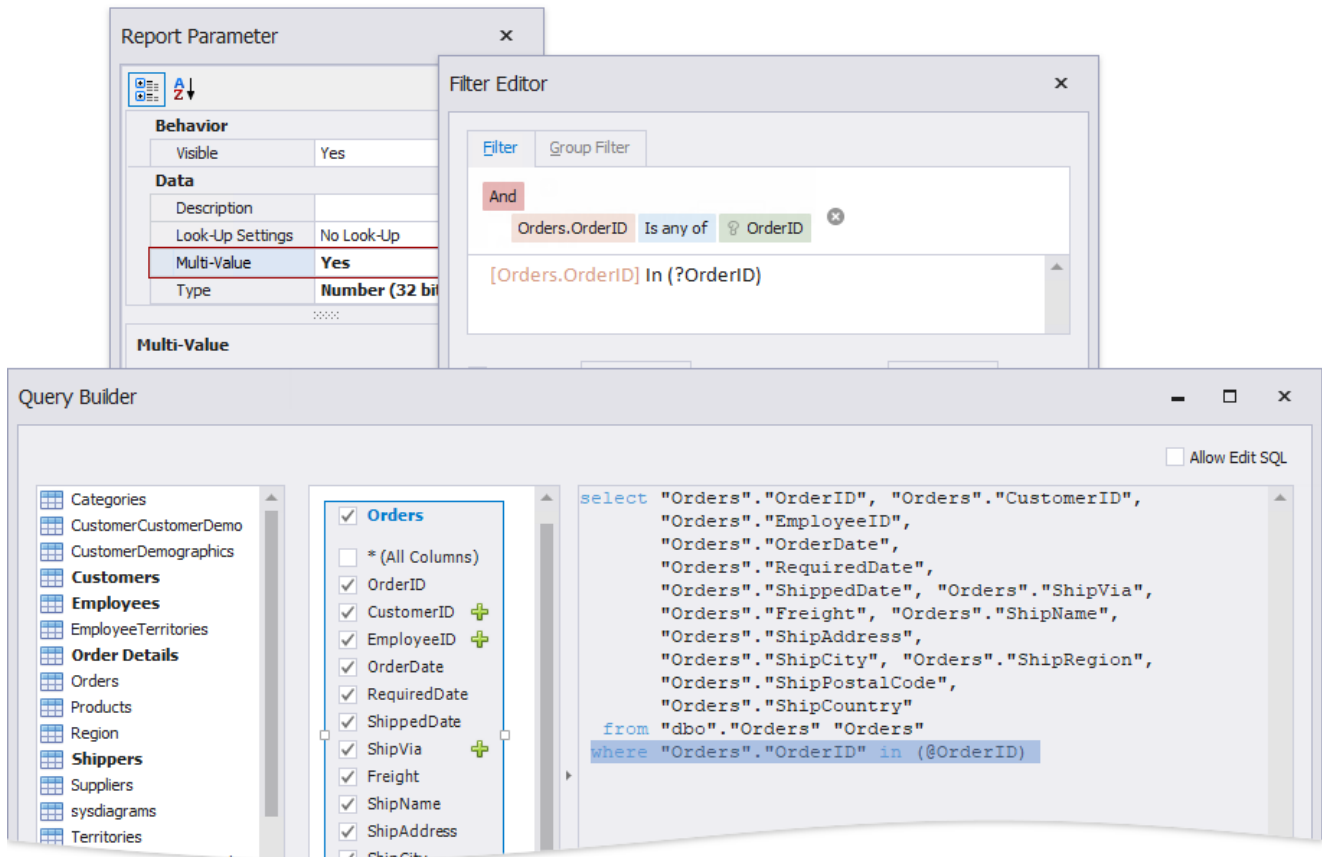 Report Parameter
Behavior
Visible Yes
Data
Description
Look-Up Settings No Look-Up
Multi-Value Yes
Type Number (32
Multi-Value
Filter Editor
Filter Group Filter
And
Orders.OrderID Is any of OrderID
[Orders.OrderID] In (?OrderID)
Query Builder
Allow Edit SQL
Categories
CustomerCustomerDemo
CustomerDemographics
Customers
Employees
EmployeeTerritories
Order Details
Orders
Products
Region
Shippers
Suppliers
sysdiagrams
Territories
Orders
* (All Columns)
OrderID
CustomerID
EmployeeID
OrderDate
RequiredDate
ShippedDate
ShipVia
Freight
ShipName
ShipAddress
ShipCity
select "Orders"."OrderID", "Orders"."CustomerID",
"Orders"."EmployeeID",
"Orders"."OrderDate",
"Orders"."RequiredDate",
"Orders"."ShippedDate", "Orders"."ShipVia",
"Orders"."Freight", "Orders"."ShipName",
"Orders"."ShipAddress",
"Orders"."ShipCity", "Orders"."ShipRegion",
"Orders"."ShipPostalCode",
"Orders"."ShipCountry"
from "dbo"."Orders" "Orders"
where "Orders"."OrderID" in (@OrderID)